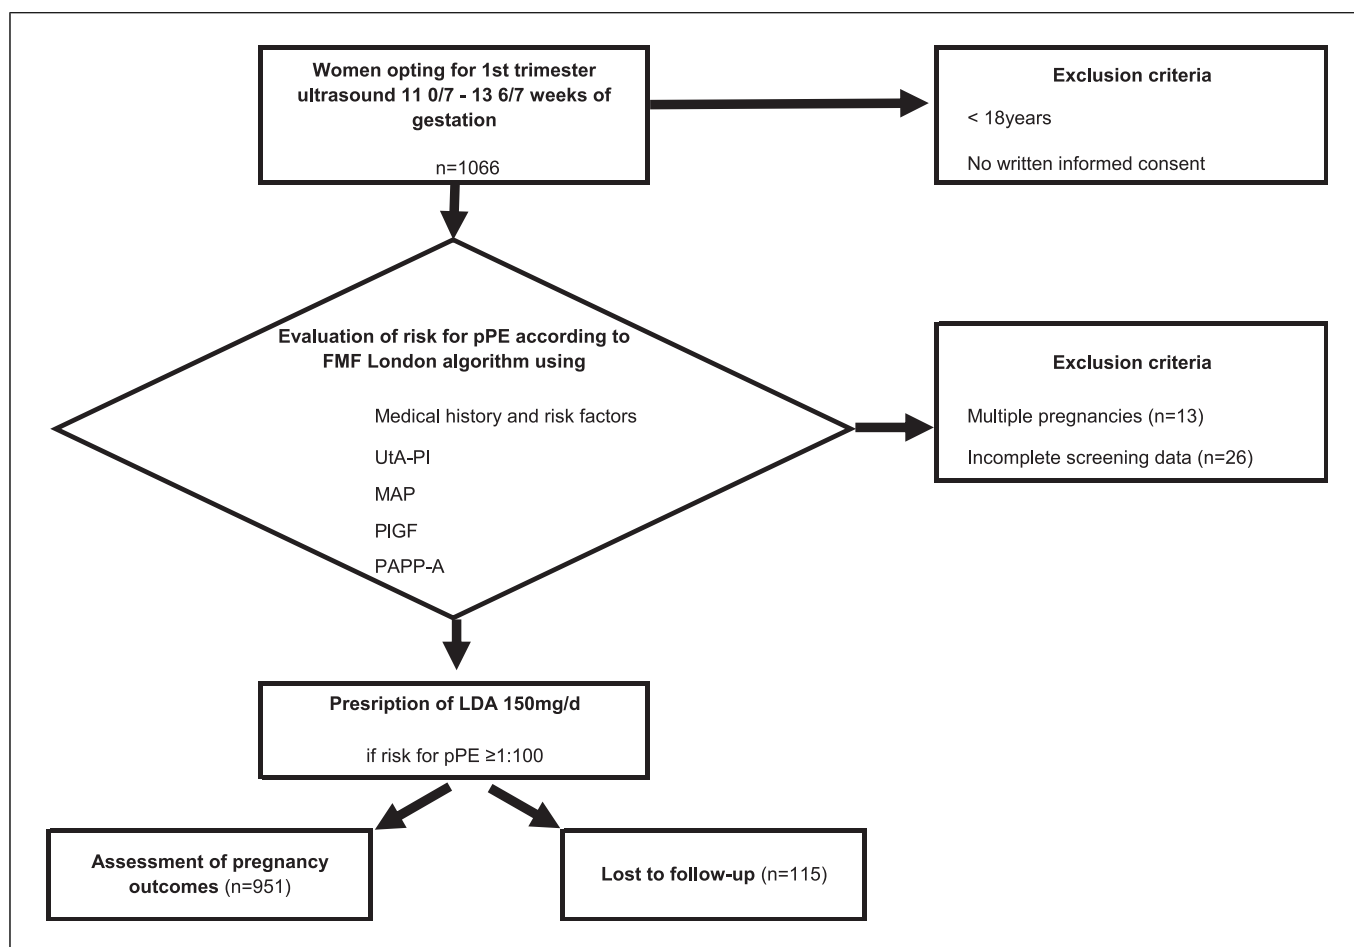 Women opting for 1st trimester
ultrasound 11 0/7 - 13 6/7 weeks of
gestation
n=1066
Exclusion criteria
< 18years
No written informed consent
Evaluation of risk for pPE according to
FMF London algorithm using
Medical history and risk factors
UtA-PI
MAP
PlGF
PAPP-A
Exclusion criteria
Multiple pregnancies (n=13)
Incomplete screening data (n=26)
Presription of LDA 150mg/d
if risk for pPE ≥1:100
Assessment of pregnancy
outcomes (n=951)
Lost to follow-up (n=115)